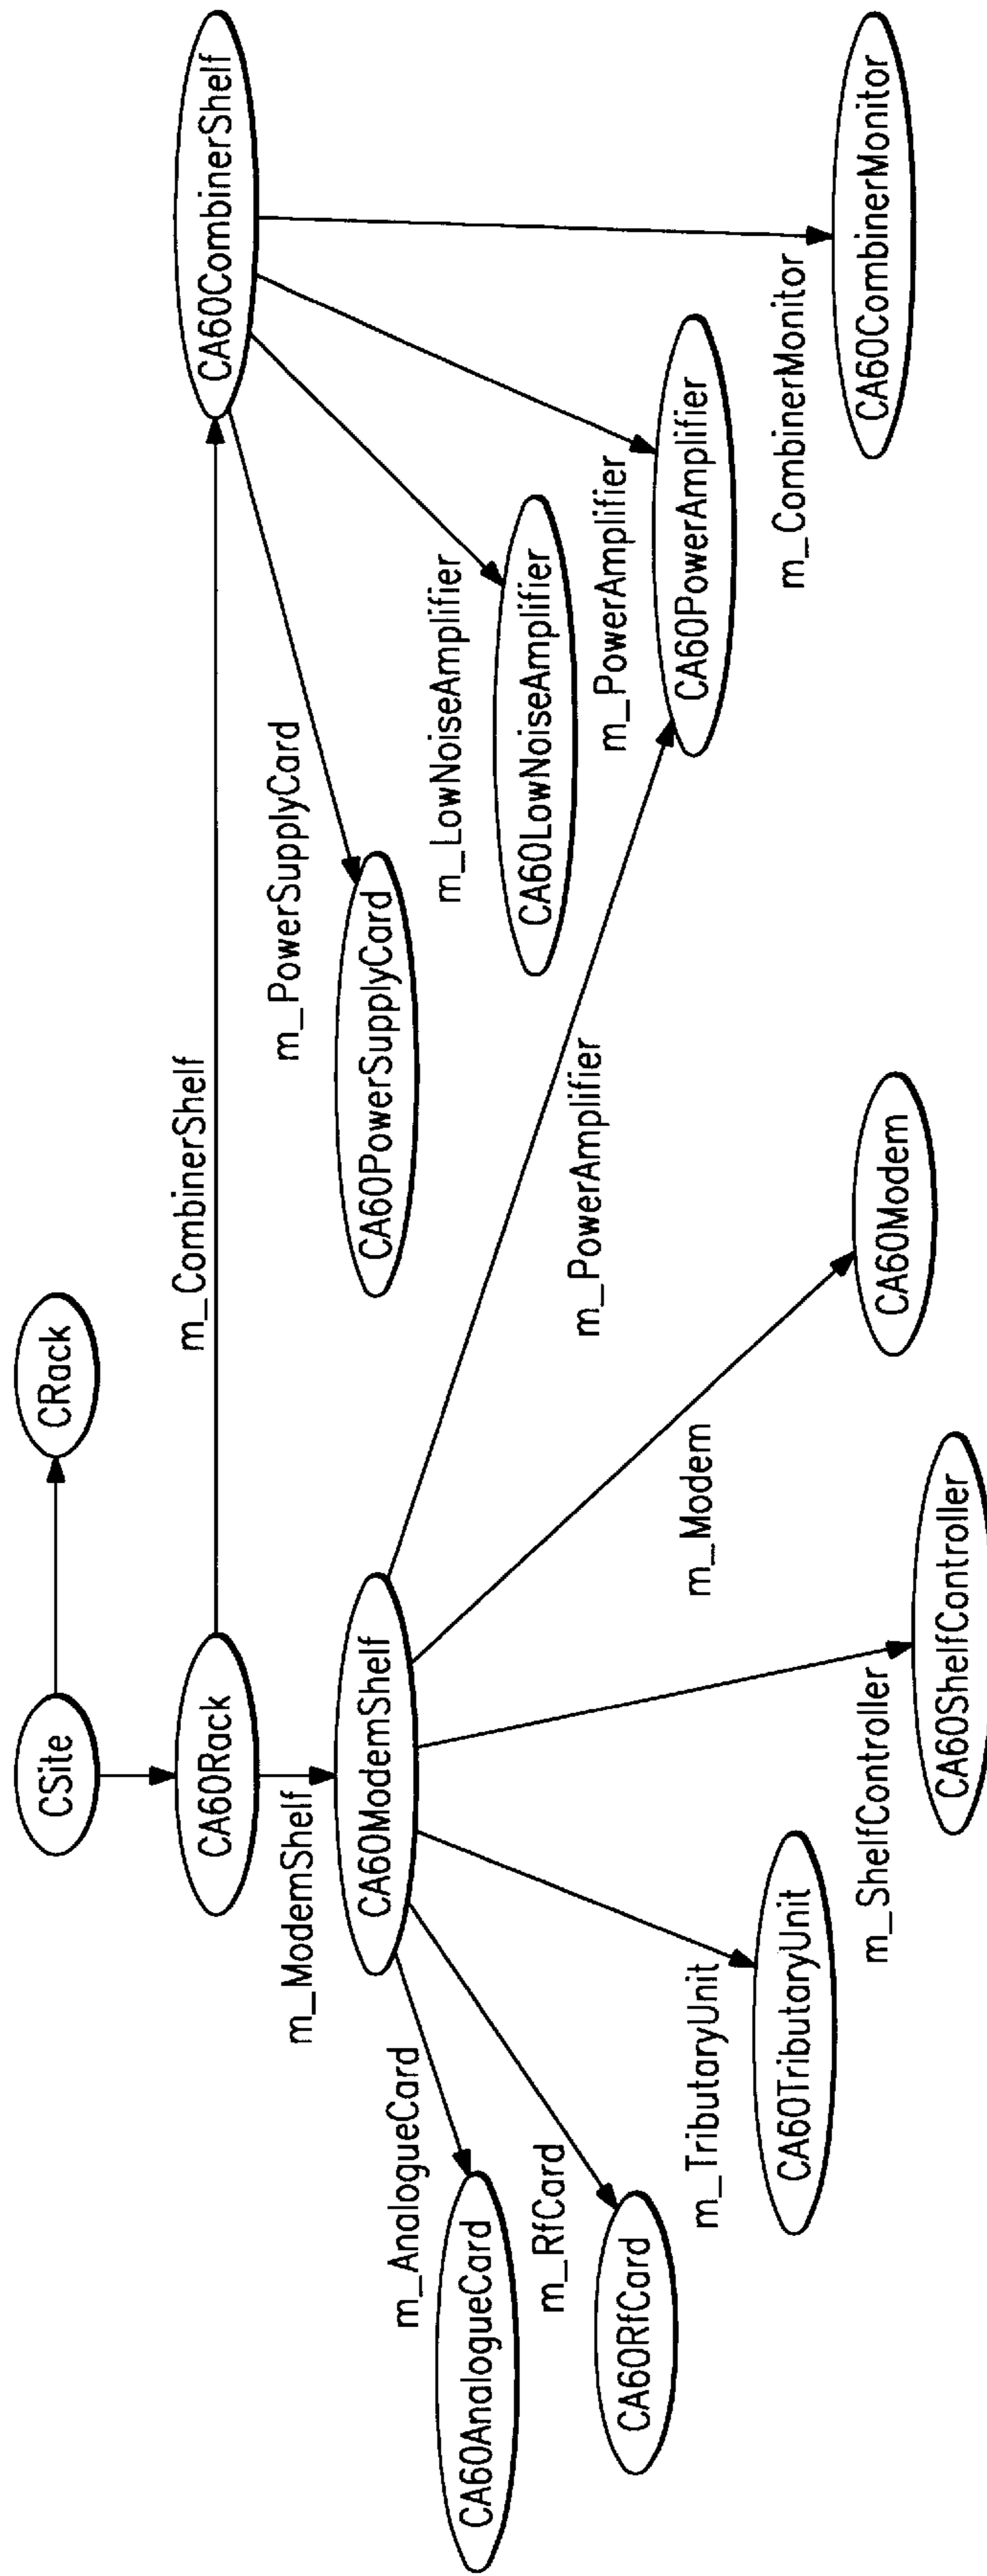 CSite
CRack
CA60Rack
m_CombinerShelf
CA60CombinerShelf
m_ModemShelf
CA60ModemShelf
m_PowerSupplyCard
CA60PowerSupplyCard
m_AnalogueCard
CA60AnalogueCard
m_LowNoiseAmplifier
CA60LowNoiseAmplifier
m_RfCard
CA60RfCard
m_PowerAmplifier
m_PowerAmplifier
CA60PowerAmplifier
m_TributaryUnit
CA60TributaryUnit
m_Modem
CA60Modem
m_CombinerMonitor
CA60CombinerMonitor
m_ShelfController
CA60ShelfController